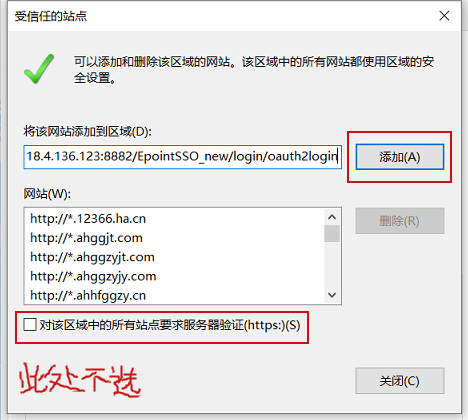 受信任的站点
可以添加和删除该区域的网站。该区域中的所有网站都使用区域的安
全设置。
将该网站添加到区域(D):
18.4.136.123:8882/EpointSSO_new/login/oauth2login
添加(A)
网站(W):
http://*.12366.ha.cn
http://*.ahggjt.com
http://*.ahggzyjt.com
http://*.ahggzyjy.com
http://*.ahhfggzy.cn
删除(R)
对该区域中的所有站点要求服务器验证(https:)(S)
此处不选
关闭(C)